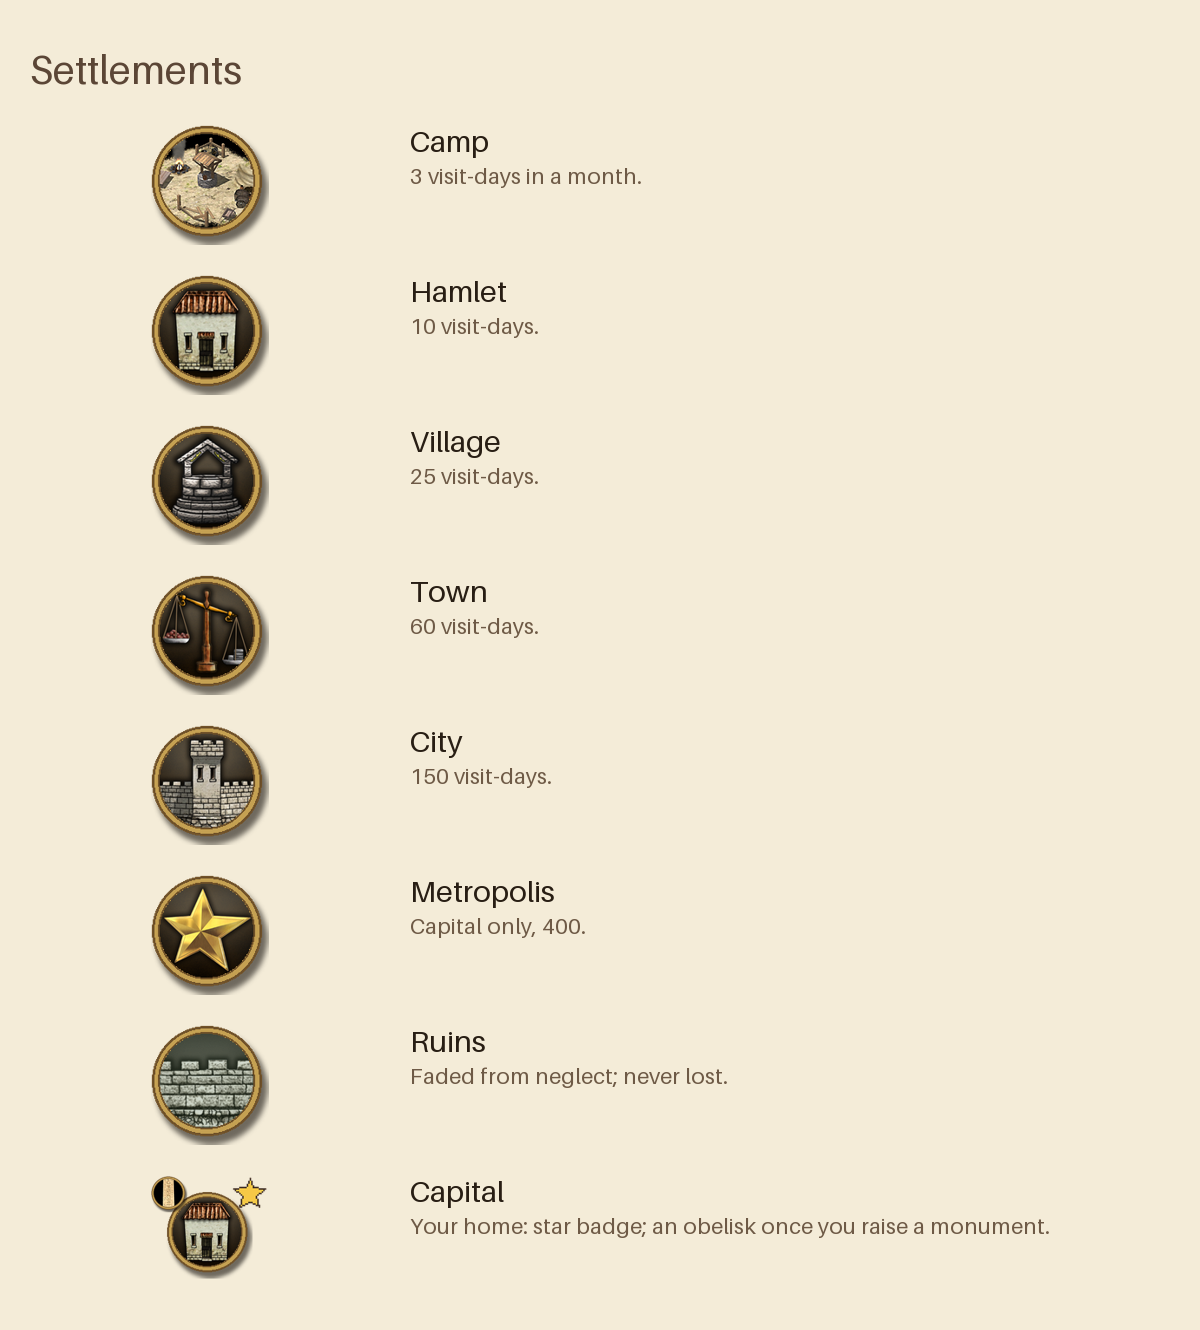 Settlements
Camp
3 visit-days in a month.
Hamlet
10 visit-days.
Village
25 visit-days.
Town
60 visit-days.
City
150 visit-days.
Metropolis
Capital only, 400.
Ruins
Faded from neglect; never lost.
Capital
Your home: star badge; an obelisk once you raise a monument.